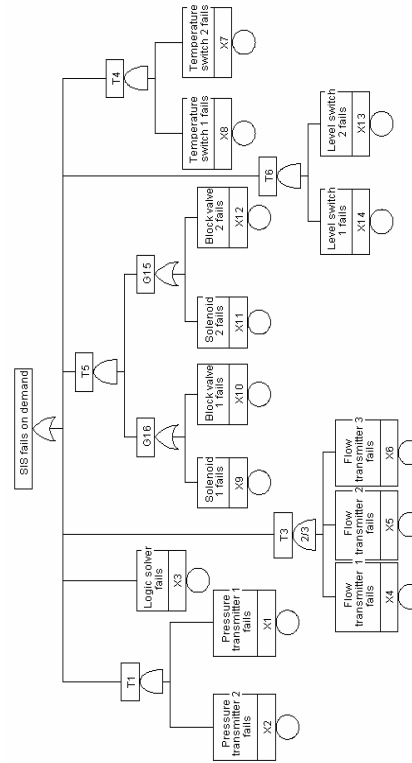 SIS fails on demand
T1
Pressure
transmitter 2
fails
X2
Pressure
transmitter 1
fails
X1
Logic solver
fails
X3
T3
2/3
Flow
transmitter 1
fails
X4
Flow
transmitter 2
fails
X5
Flow
transmitter 3
fails
X6
T5
G16
Solenoid
1 fails
X9
Block valve
1 fails
X10
G15
Solenoid
2 fails
X11
Block valve
2 fails
X12
T6
Level switch
1 fails
X14
Level switch
2 fails
X13
T4
Temperature
switch 1 fails
X8
Temperature
switch 2 fails
X7